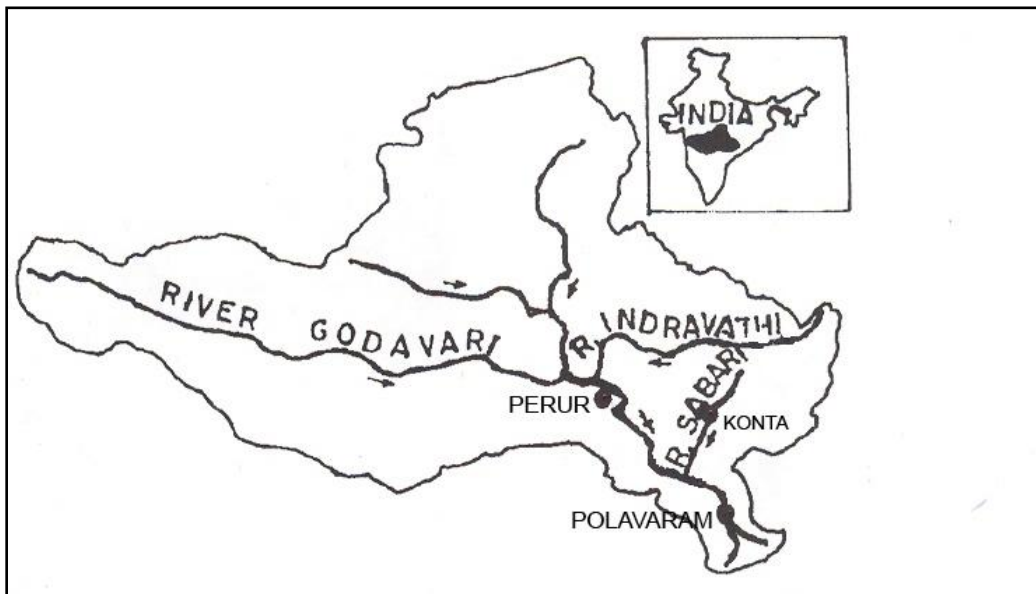 INDIA
RIVER GODAVARI
R. INDRAVATHI
R. SABARI
PERUR
KONTA
POLAVARAM